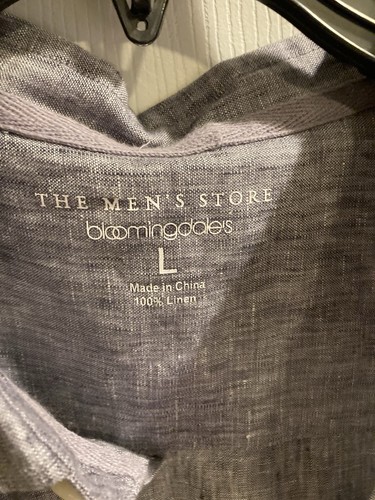 THE MEN'S STORE
bloomingdale's
L
Made in China
100% Linen